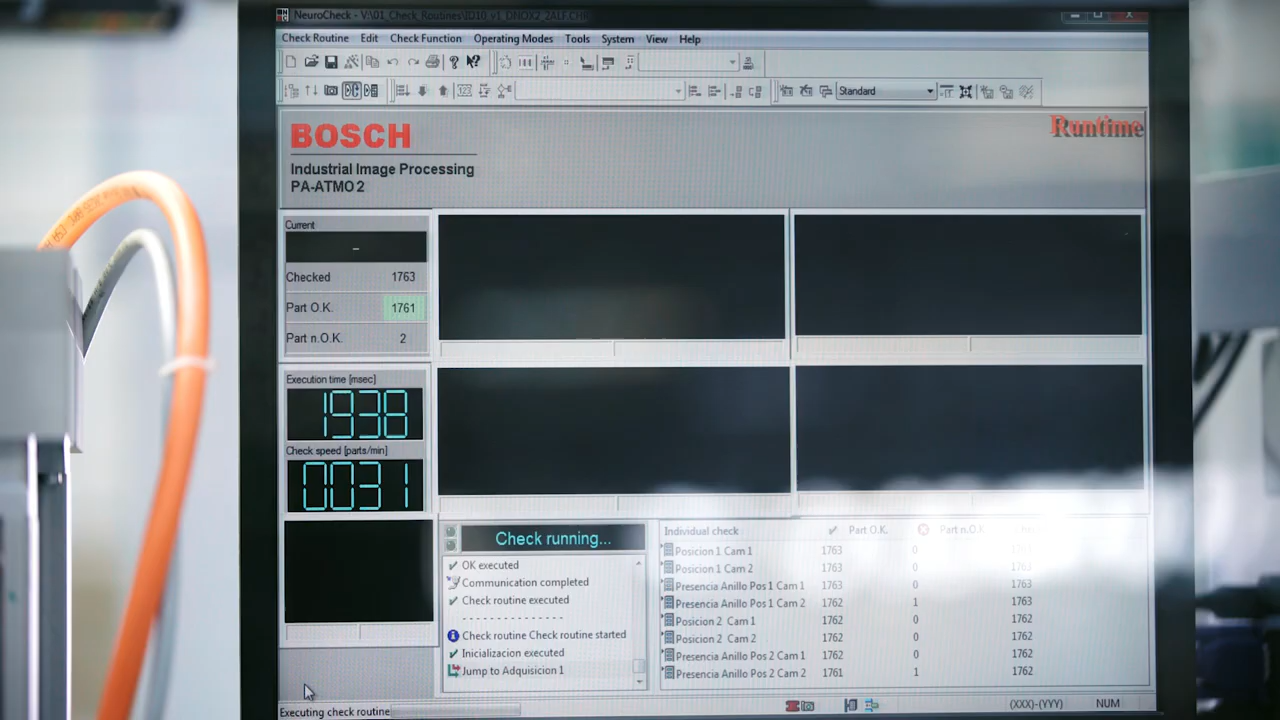 NeuroCheck - V:\01_Check_Routines\ID10_v1_DNOX2_2ALF.CHR
Check Routine Edit Check Function Operating Modes Tools System View Help
Standard
BOSCH
Runtime
Industrial Image Processing
PA-ATMO 2
Current
-
Checked 1763
Part O.K. 1761
Part n.O.K. 2
Execution time [msec]
1938
Check speed [parts/min]
0031
Check running...
OK executed
Communication completed
Check routine executed
- - - - - - - - - - - - - -
Check routine Check routine started
Inicializacion executed
Jump to Adquisicion 1
Individual check Part O.K. Part n.O.K.
Posicion 1 Cam 1 1763 0 1763
Posicion 1 Cam 2 1763 0 1763
Presencia Anillo Pos 1 Cam 1 1763 0 1763
Presencia Anillo Pos 1 Cam 2 1762 1 1763
Posicion 2 Cam 1 1762 0 1762
Posicion 2 Cam 2 1762 0 1762
Presencia Anillo Pos 2 Cam 1 1762 0 1762
Presencia Anillo Pos 2 Cam 2 1761 1 1762
Executing check routine
(XXX)-(YYY) NUM